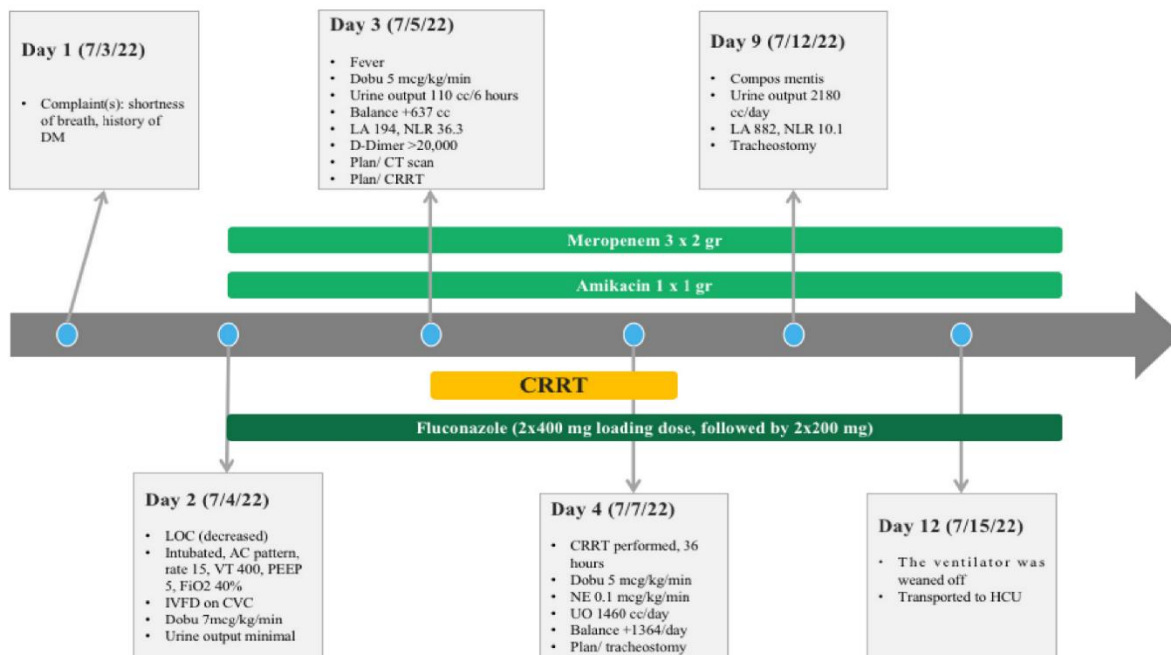 Day 1 (7/3/22)
• Complaint(s): shortness
of breath, history of
DM
Day 3 (7/5/22)
• Fever
• Dobu 5 mcg/kg/min
• Urine output 110 cc/6 hours
• Balance +637 cc
• LA 194, NLR 36.3
• D-Dimer >20,000
• Plan/ CT scan
• Plan/ CRRT
Day 9 (7/12/22)
• Compos mentis
• Urine output 2180
cc/day
• LA 882, NLR 10.1
• Tracheostomy
Meropenem 3 x 2 gr
Amikacin 1 x 1 gr
CRRT
Fluconazole (2x400 mg loading dose, followed by 2x200 mg)
Day 2 (7/4/22)
• LOC (decreased)
• Intubated, AC pattern,
rate 15, VT 400, PEEP
5, FiO2 40%
• IVFD on CVC
• Dobu 7mcg/kg/min
• Urine output minimal
Day 4 (7/7/22)
• CRRT performed, 36
hours
• Dobu 5 mcg/kg/min
• NE 0.1 mcg/kg/min
• UO 1460 cc/day
• Balance +1364/day
• Plan/ tracheostomy
Day 12 (7/15/22)
• The ventilator was
weaned off
• Transported to HCU